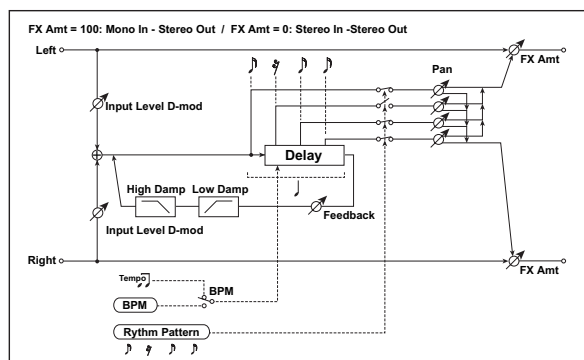 FX Amt = 100: Mono In - Stereo Out / FX Amt = 0: Stereo In -Stereo Out
Left
FX Amt
Pan
Input Level D-mod
Delay
High Damp Low Damp
Feedback
Input Level D-mod
Right
FX Amt
Tempo
BPM
BPM
Rythm Pattern